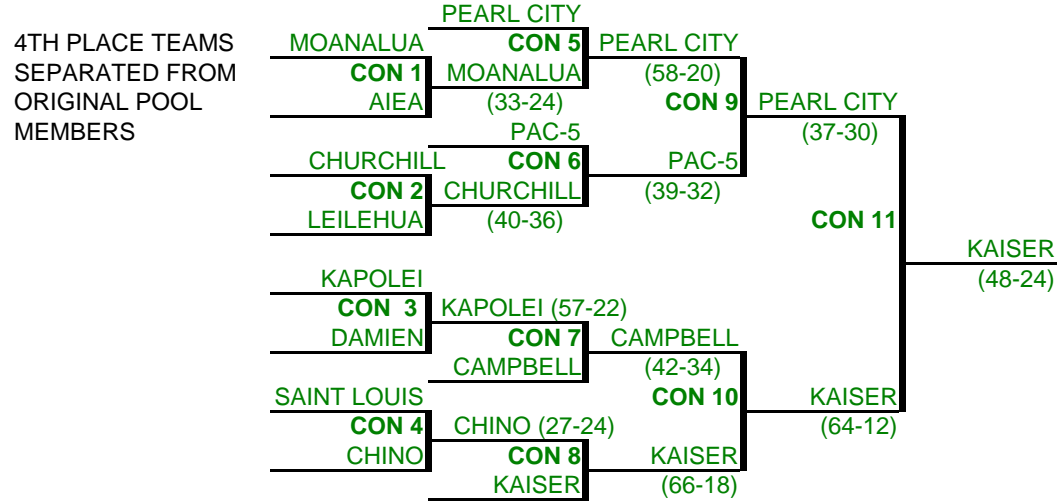 PEARL CITY
4TH PLACE TEAMS MOANALUA CON 5 PEARL CITY
SEPARATED FROM CON 1 MOANALUA (58-20)
ORIGINAL POOL AIEA (33-24) CON 9 PEARL CITY
MEMBERS PAC-5 (37-30)
CHURCHILL CON 6 PAC-5
CON 2 CHURCHILL (39-32)
LEILEHUA (40-36) CON 11
KAISER
KAPOLEI (48-24)
CON 3 KAPOLEI (57-22)
DAMIEN CON 7 CAMPBELL
CAMPBELL (42-34)
SAINT LOUIS CON 10 KAISER
CON 4 CHINO (27-24) (64-12)
CHINO CON 8 KAISER
KAISER (66-18)